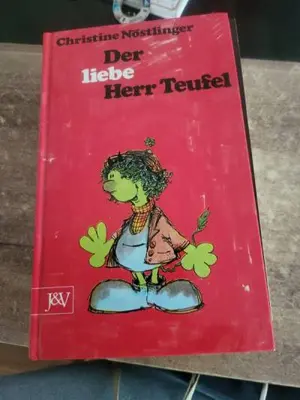 Christine Nöstlinger
Der
liebe
Herr Teufel
J&V